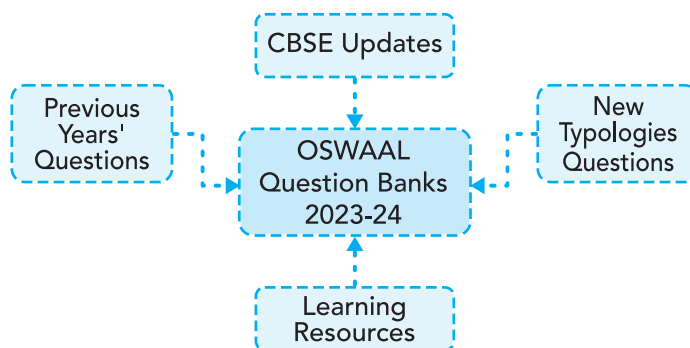 CBSE Updates
Previous
Years'
Questions
OSWAAL
Question Banks
2023-24
New
Typologies
Questions
Learning
Resources